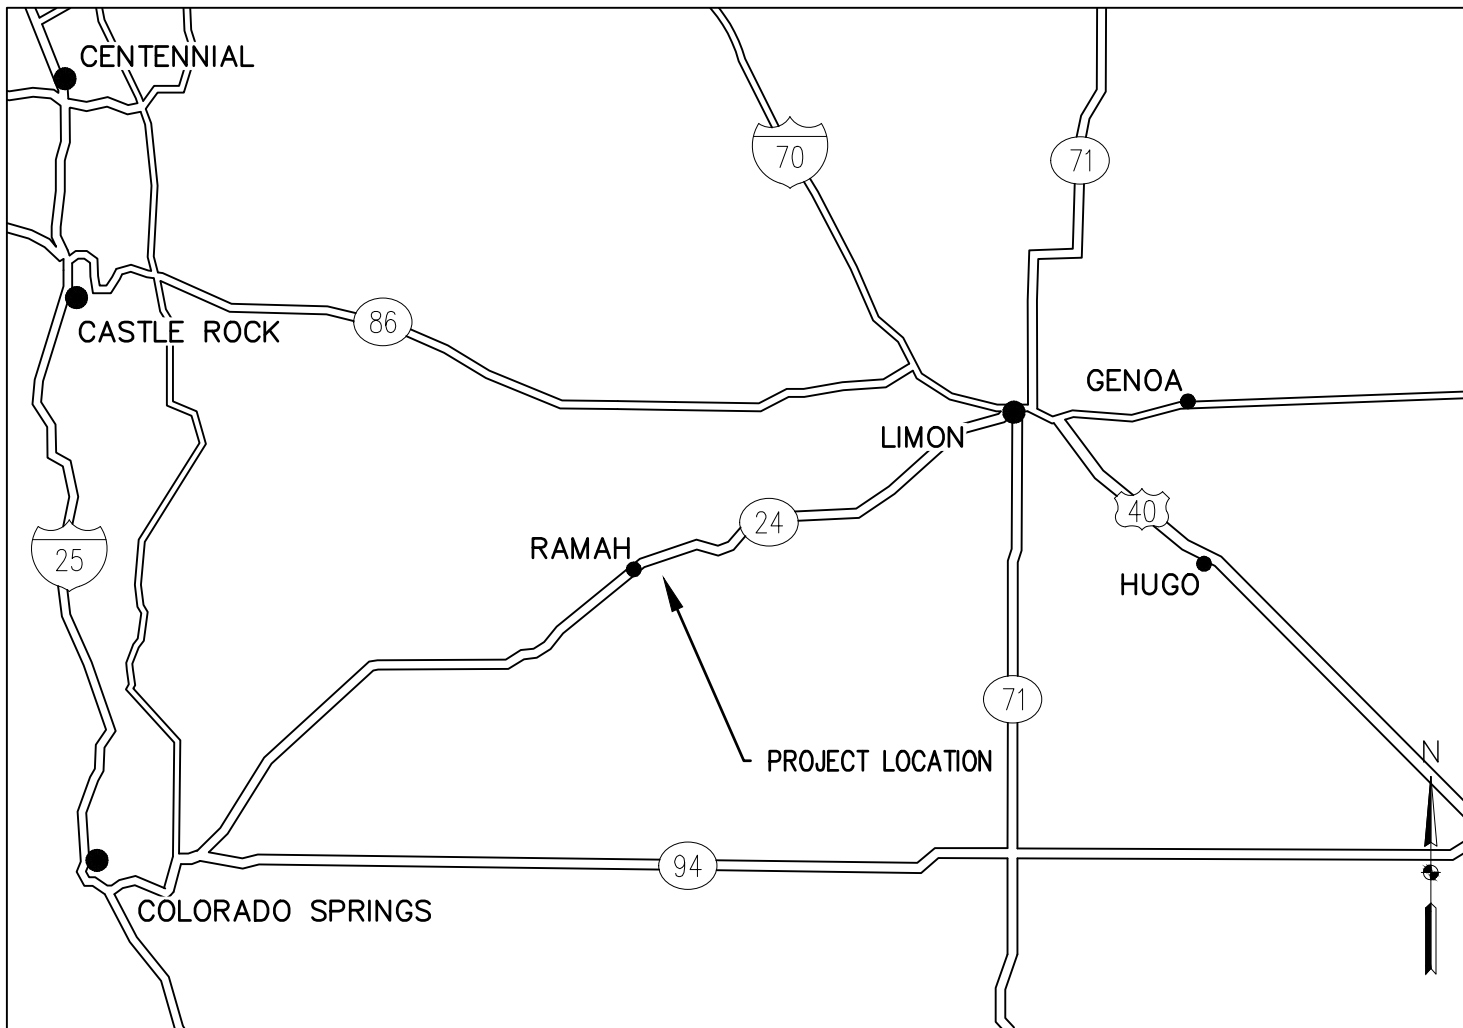 CENTENNIAL
70
71
86
CASTLE ROCK
GENOA
LIMON
24
40
RAMAH
25
HUGO
71
PROJECT LOCATION
N
94
COLORADO SPRINGS